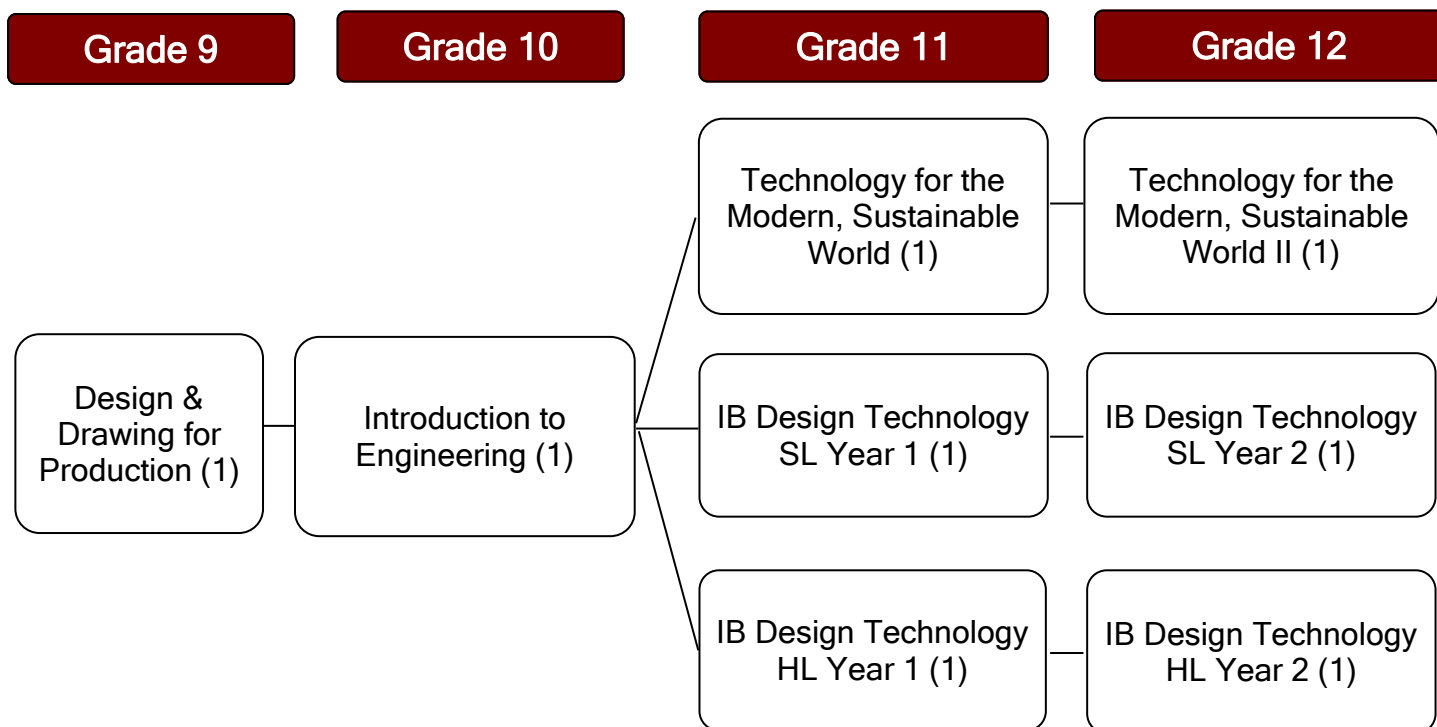 Grade 9
Grade 10
Grade 11
Grade 12
Design &
Drawing for
Production (1)
Introduction to
Engineering (1)
Technology for the
Modern, Sustainable
World (1)
Technology for the
Modern, Sustainable
World II (1)
IB Design Technology
SL Year 1 (1)
IB Design Technology
SL Year 2 (1)
IB Design Technology
HL Year 1 (1)
IB Design Technology
HL Year 2 (1)